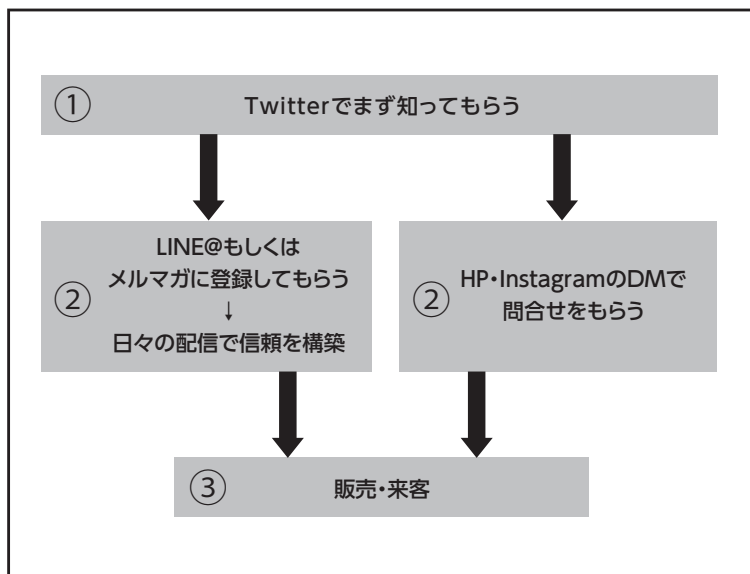 ① Twitterでまず知ってもらう
② LINE@もしくは
メルマガに登録してもらう
↓
日々の配信で信頼を構築
② HP・InstagramのDMで
問合せをもらう
③ 販売・来客